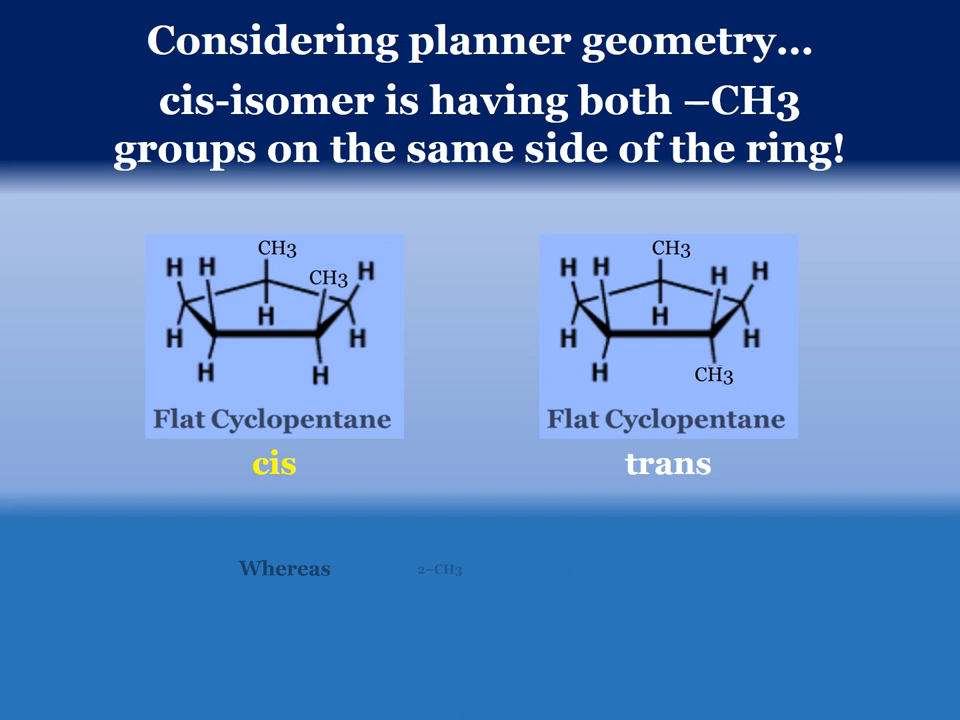 Considering planner geometry...
cis-isomer is having both –CH3
groups on the same side of the ring!
CH3
CH3
H H H
H
H H
H H
Flat Cyclopentane
cis
CH3
H H H H
H
H H
H CH3
Flat Cyclopentane
trans
Whereas 2–CH3